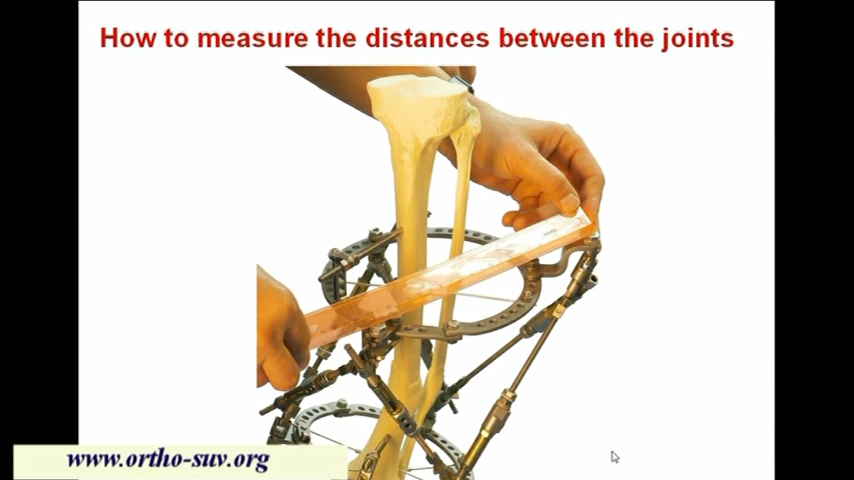 How to measure the distances between the joints
www.ortho-suv.org